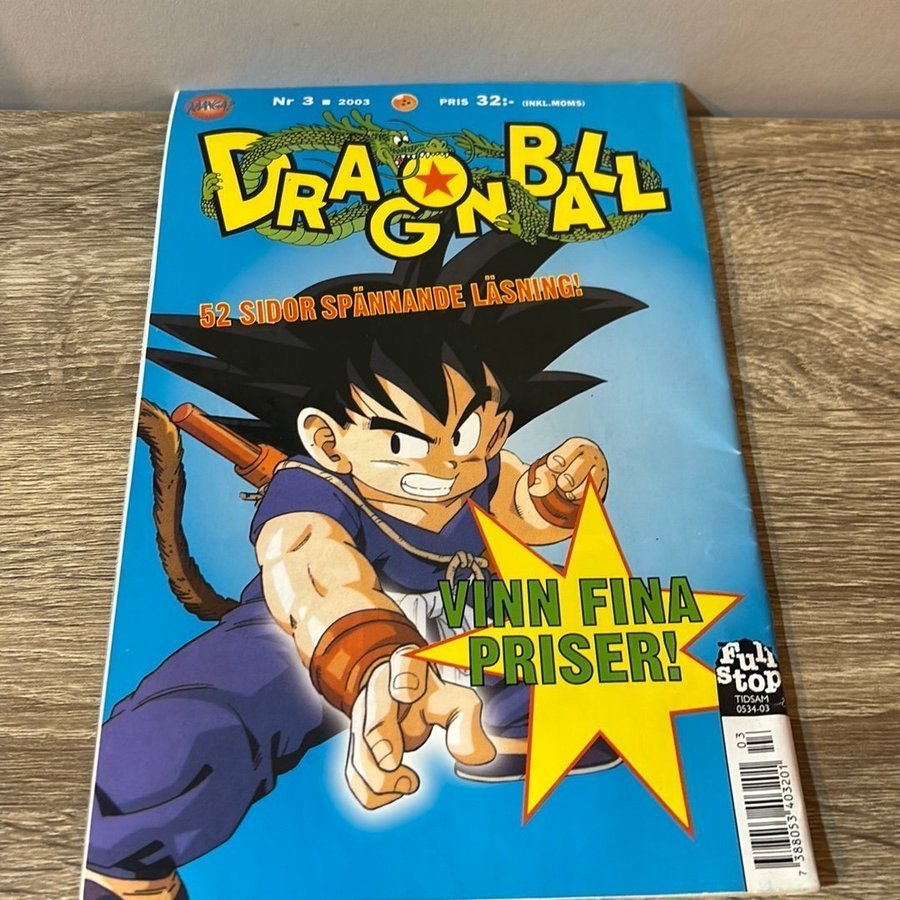 MANGA!
Nr 3 ■ 2003 PRIS 32:- (INKL.MOMS)
DRAGON BALL
52 SIDOR SPÄNNANDE LÄSNING!
VINN FINA
PRISER!
Full
stop
TIDSAM
0534-03
03
7 388053 403201